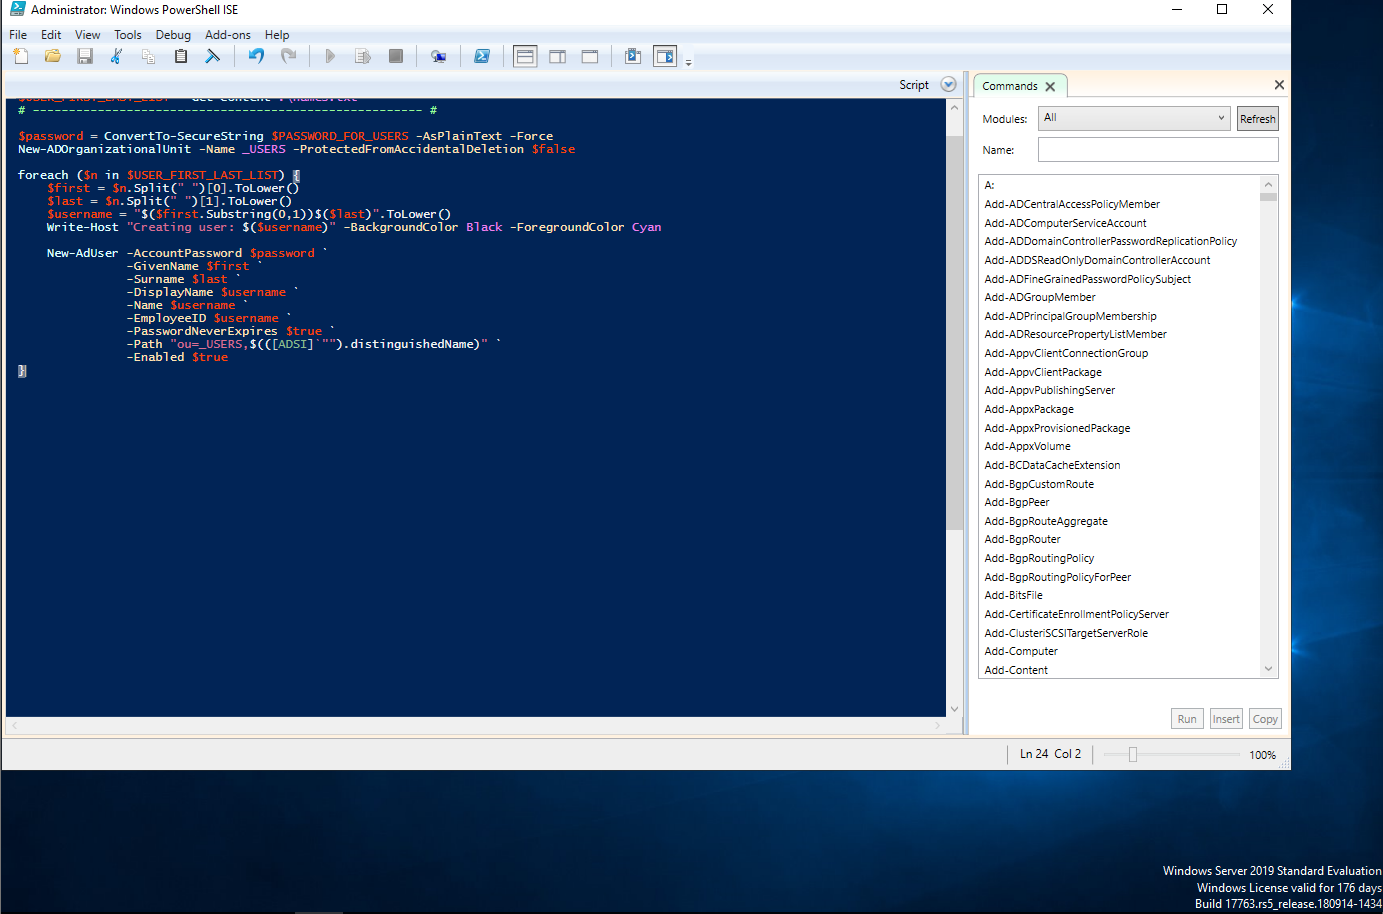 Administrator: Windows PowerShell ISE
File Edit View Tools Debug Add-ons Help
Script
# ------------------------------------------------------ #
$password = ConvertTo-SecureString $PASSWORD_FOR_USERS -AsPlainText -Force
New-ADOrganizationalUnit -Name _USERS -ProtectedFromAccidentalDeletion $false
foreach ($n in $USER_FIRST_LAST_LIST) {
$first = $n.Split(" ")[0].ToLower()
$last = $n.Split(" ")[1].ToLower()
$username = "$($first.Substring(0,1))$($last)".ToLower()
Write-Host "Creating user: $($username)" -BackgroundColor Black -ForegroundColor Cyan
New-AdUser -AccountPassword $password `
-GivenName $first `
-Surname $last `
-DisplayName $username `
-Name $username `
-EmployeeID $username `
-PasswordNeverExpires $true `
-Path "ou=_USERS,$(([ADSI]`"").distinguishedName)" `
-Enabled $true
}
Commands
Modules: All Refresh
Name:
A:
Add-ADCentralAccessPolicyMember
Add-ADComputerServiceAccount
Add-ADDomainControllerPasswordReplicationPolicy
Add-ADDSReadOnlyDomainControllerAccount
Add-ADFineGrainedPasswordPolicySubject
Add-ADGroupMember
Add-ADPrincipalGroupMembership
Add-ADResourcePropertyListMember
Add-AppvClientConnectionGroup
Add-AppvClientPackage
Add-AppvPublishingServer
Add-AppxPackage
Add-AppxProvisionedPackage
Add-AppxVolume
Add-BCDataCacheExtension
Add-BgpCustomRoute
Add-BgpPeer
Add-BgpRouteAggregate
Add-BgpRouter
Add-BgpRoutingPolicy
Add-BgpRoutingPolicyForPeer
Add-BitsFile
Add-CertificateEnrollmentPolicyServer
Add-ClusteriSCSITargetServerRole
Add-Computer
Add-Content
Run Insert Copy
Ln 24 Col 2 100%
Windows Server 2019 Standard Evaluation
Windows License valid for 176 days
Build 17763.rs5_release.180914-1434